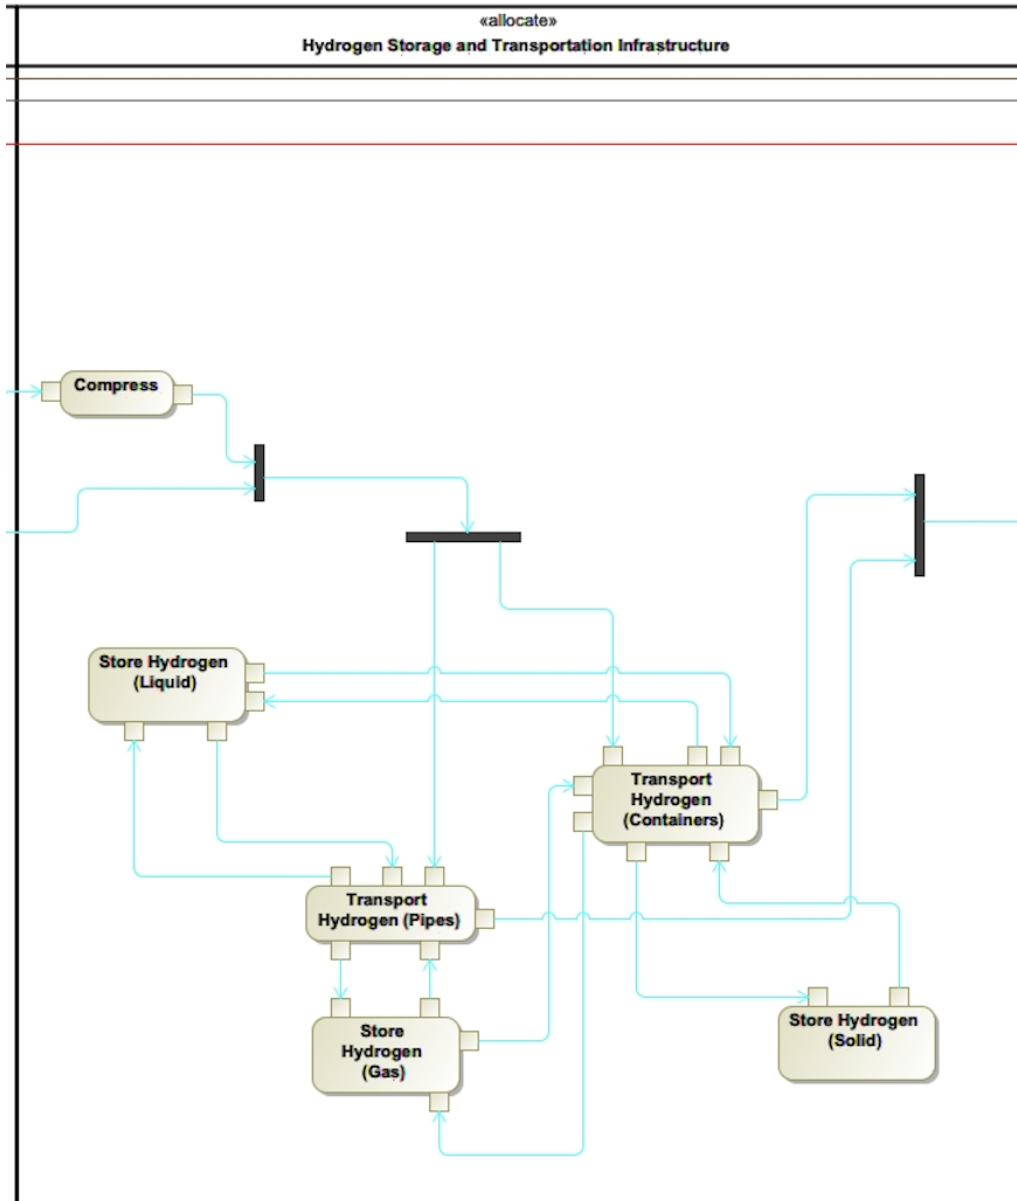 «allocate»
Hydrogen Storage and Transportation Infrastructure
Compress
Store Hydrogen
(Liquid)
Transport
Hydrogen
(Containers)
Transport
Hydrogen (Pipes)
Store
Hydrogen
(Gas)
Store Hydrogen
(Solid)